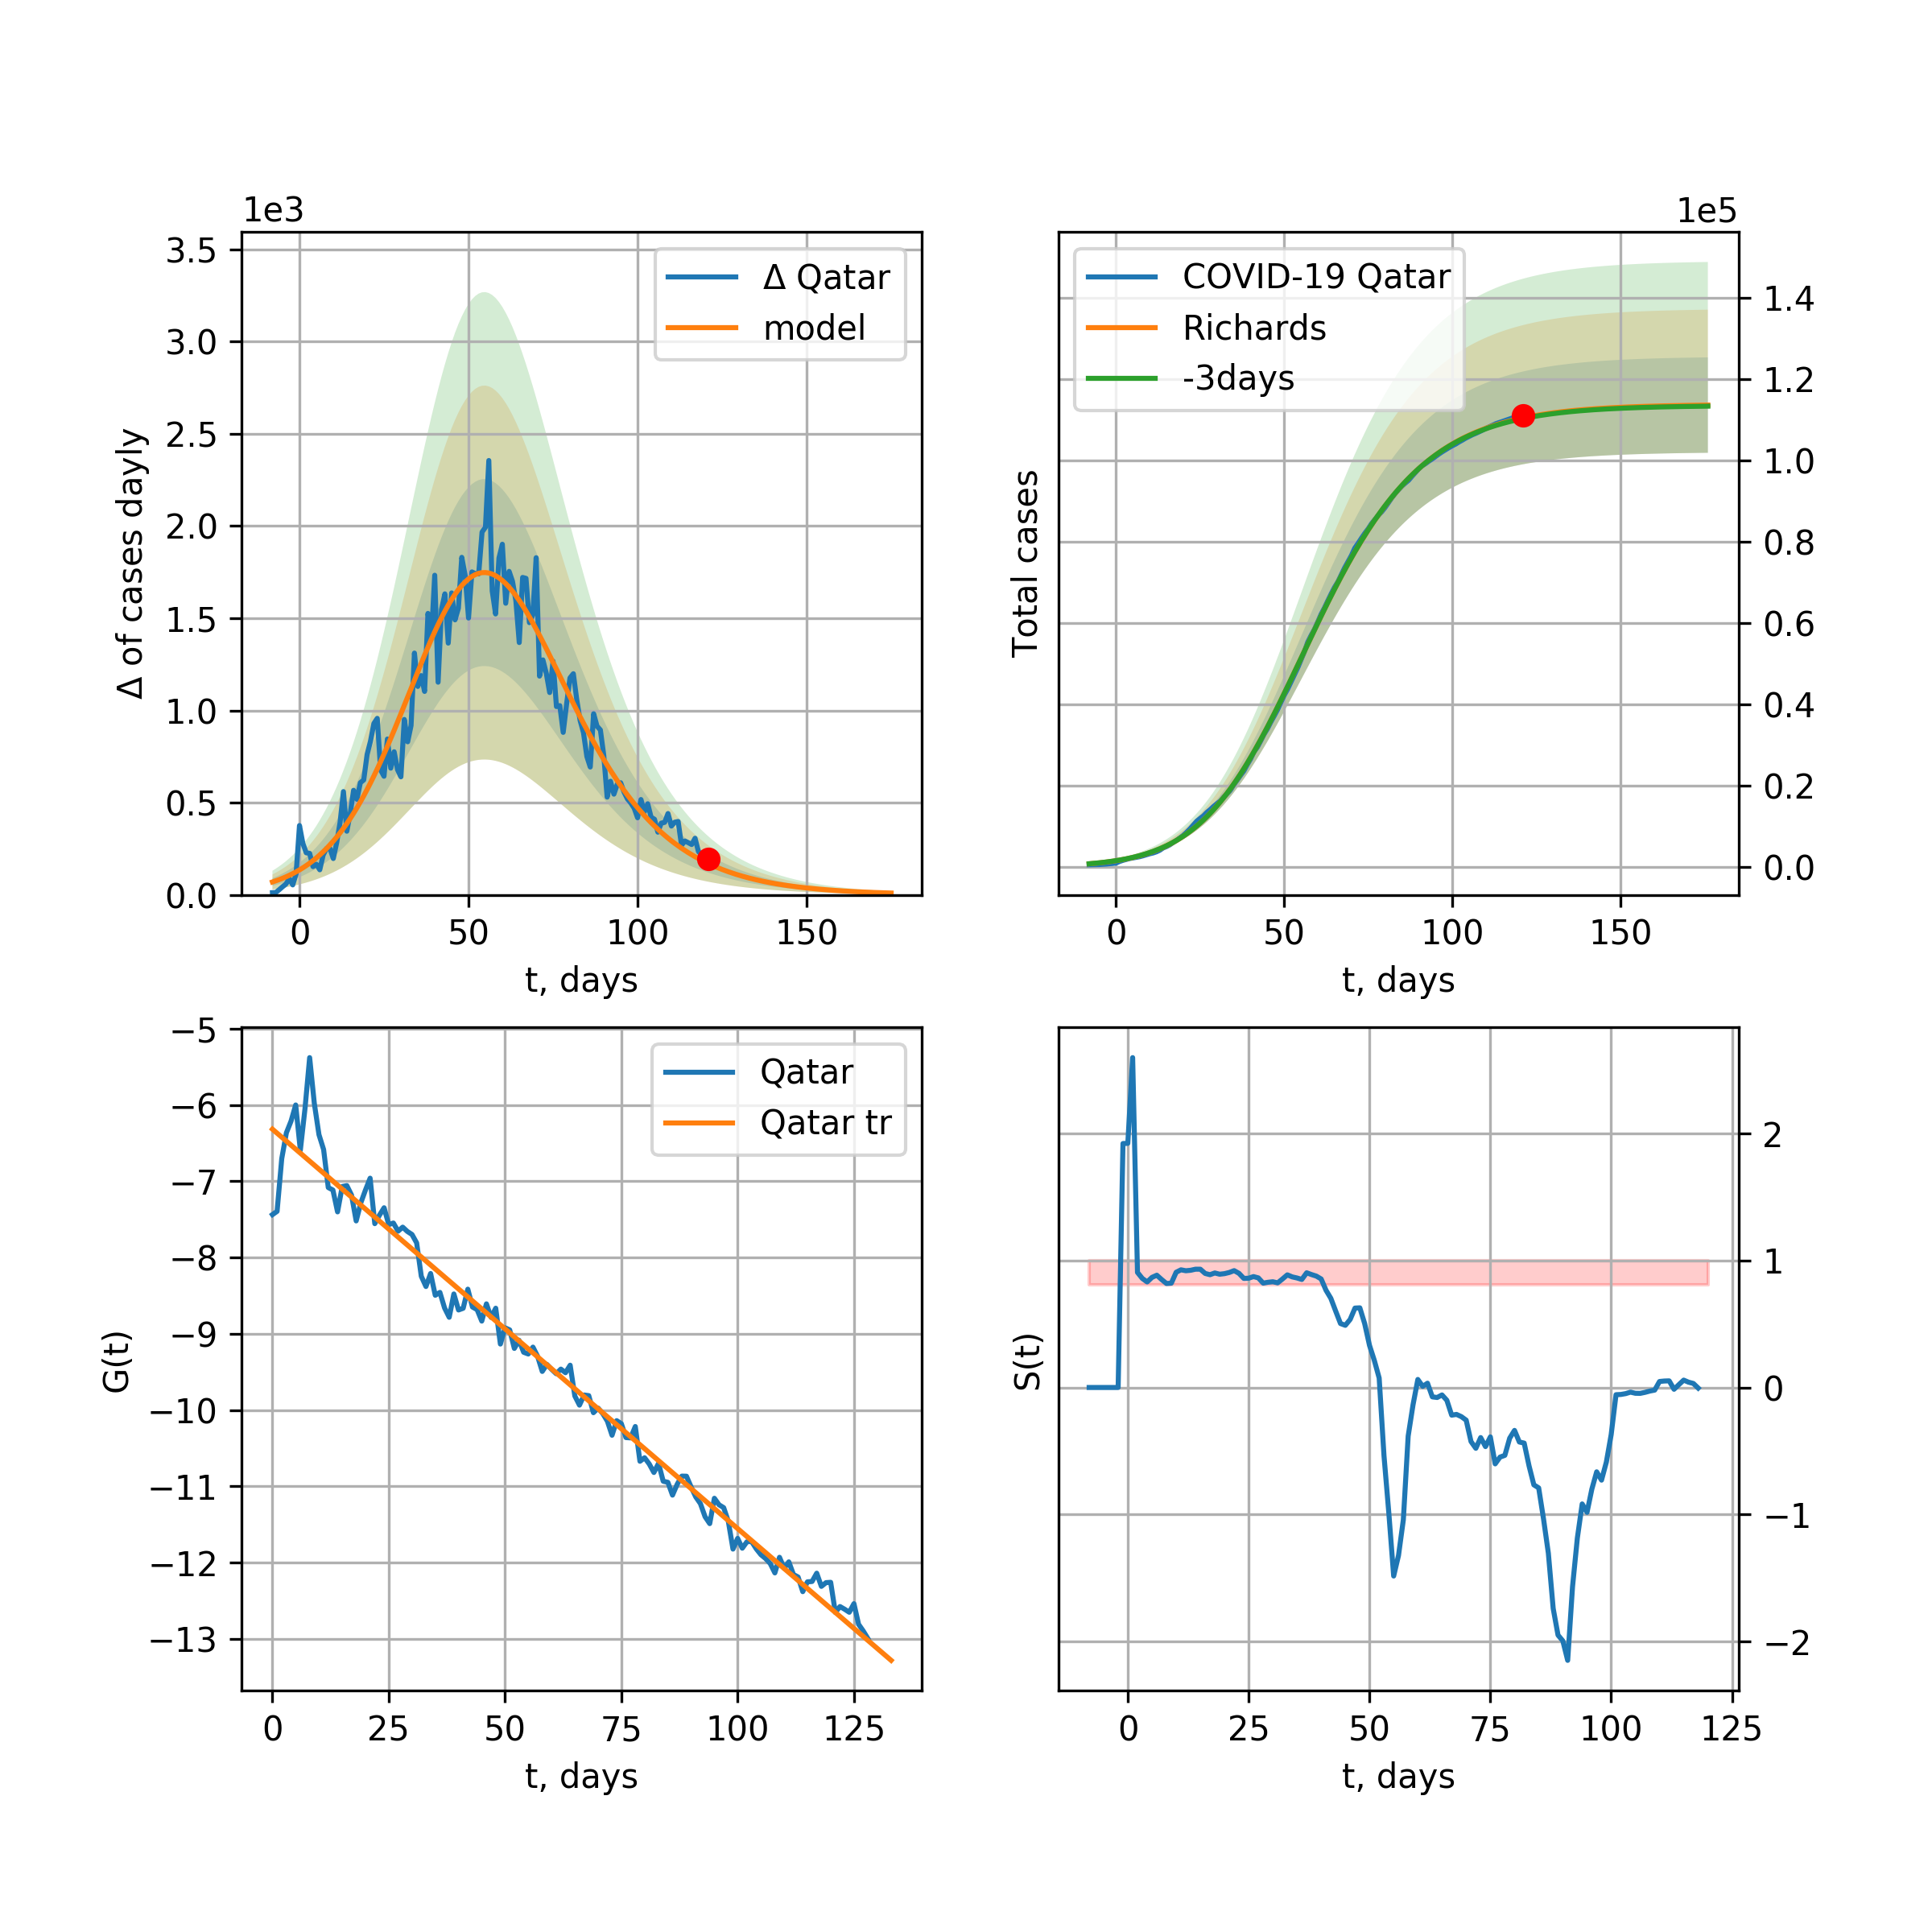 1e3
3.5
3.0
2.5
2.0
1.5
1.0
0.5
0.0
Δ of cases dayly
Δ Qatar
model
0 50 100 150
t, days
1e5
COVID-19 Qatar
Richards
-3days
1.4
1.2
1.0
0.8
0.6
0.4
0.2
0.0
Total cases
0 50 100 150
t, days
−5
−6
−7
−8
−9
−10
−11
−12
−13
G(t)
Qatar
Qatar tr
0 25 50 75 100 125
t, days
2
1
0
−1
−2
S(t)
0 25 50 75 100 125
t, days